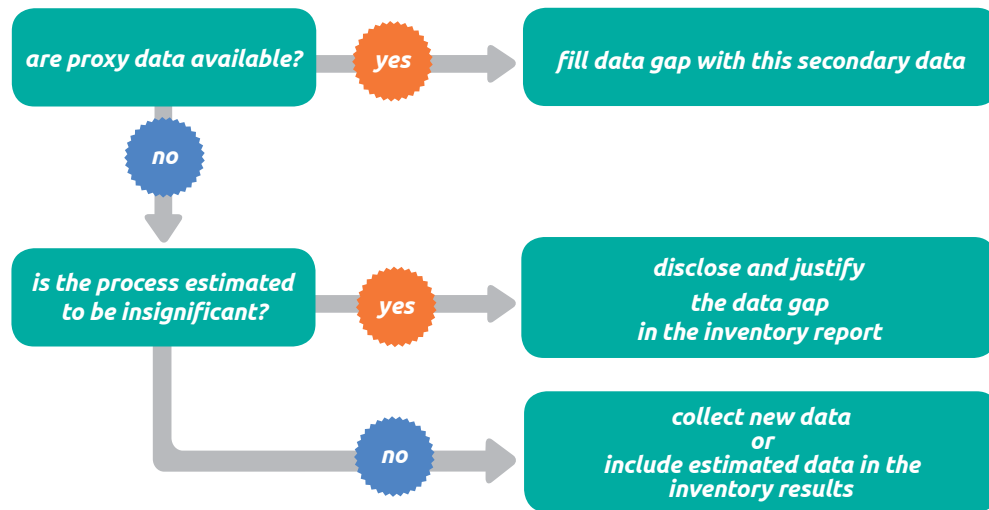 are proxy data available?
yes
fill data gap with this secondary data
no
is the process estimated
to be insignificant?
yes
disclose and justify
the data gap
in the inventory report
no
collect new data
or
include estimated data in the
inventory results